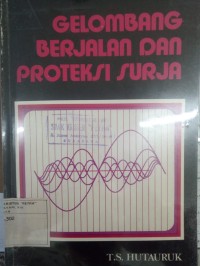 GELOMBANG
BERJALAN DAN
PROTEKSI SURJA
T.S. HUTAURUK